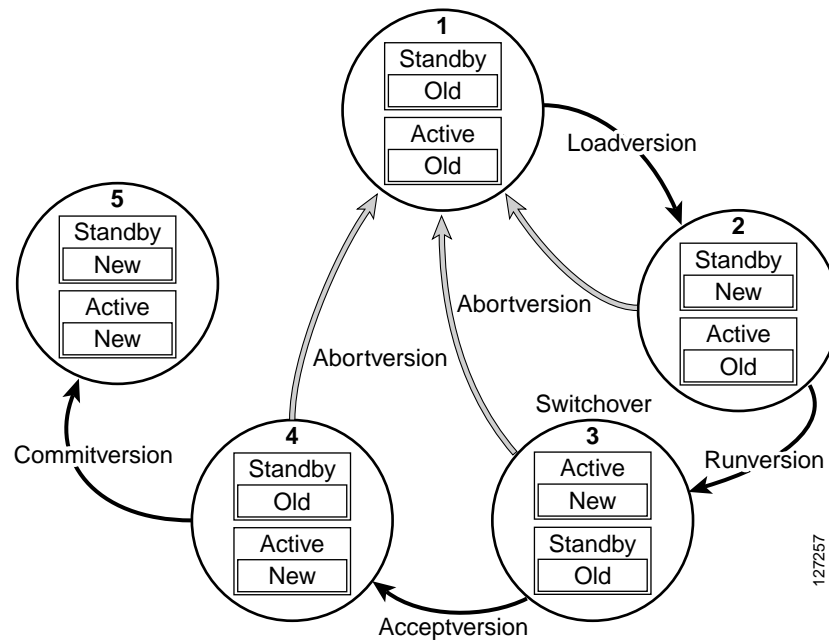 1
Standby
Old
Active
Old
Loadversion
5
Standby
New
Active
New
2
Standby
New
Active
Old
Abortversion
Abortversion
Switchover
Commitversion
4
Standby
Old
Active
New
3
Active
New
Standby
Old
Runversion
Acceptversion
127257